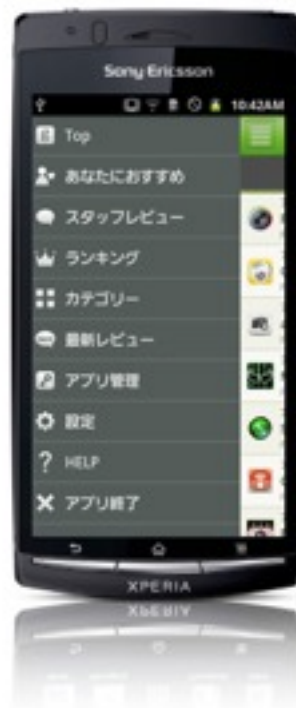 Sony Ericsson
10:42AM
Top
あなたにおすすめ
スタッフレビュー
ランキング
カテゴリー
最新レビュー
アプリ管理
設定
HELP
アプリ終了
XPERIA